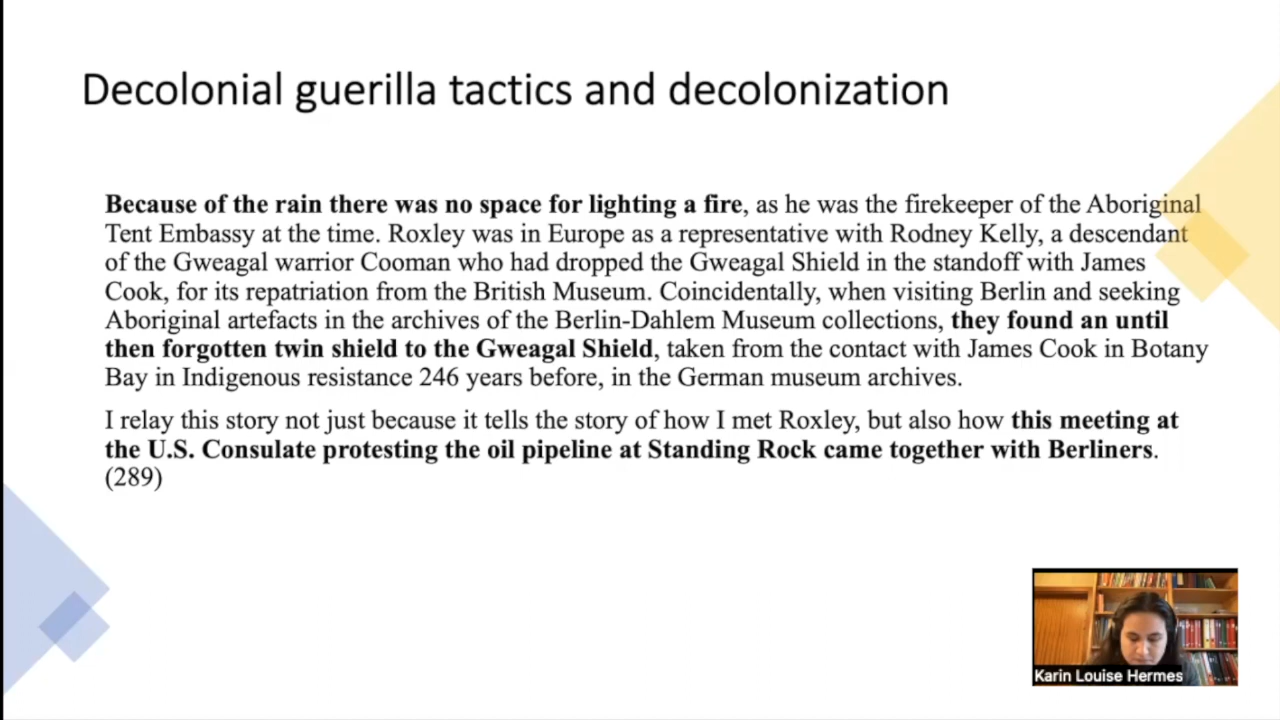 Decolonial guerilla tactics and decolonization
Because of the rain there was no space for lighting a fire, as he was the firekeeper of the Aboriginal
Tent Embassy at the time. Roxley was in Europe as a representative with Rodney Kelly, a descendant
of the Gweagal warrior Cooman who had dropped the Gweagal Shield in the standoff with James
Cook, for its repatriation from the British Museum. Coincidentally, when visiting Berlin and seeking
Aboriginal artefacts in the archives of the Berlin-Dahlem Museum collections, they found an until
then forgotten twin shield to the Gweagal Shield, taken from the contact with James Cook in Botany
Bay in Indigenous resistance 246 years before, in the German museum archives.
I relay this story not just because it tells the story of how I met Roxley, but also how this meeting at
the U.S. Consulate protesting the oil pipeline at Standing Rock came together with Berliners.
(289)
Karin Louise Hermes